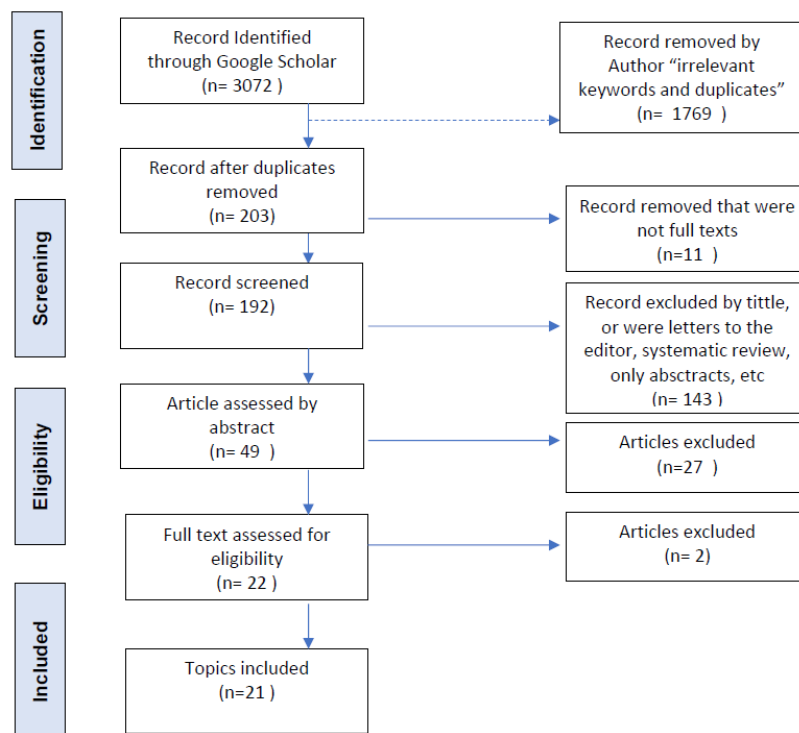 Identification
Record Identified
through Google Scholar
(n= 3072 )
Record removed by
Author “irrelevant
keywords and duplicates”
(n= 1769 )
Record after duplicates
removed
(n= 203)
Screening
Record removed that were
not full texts
(n=11 )
Record screened
(n= 192)
Record excluded by tittle,
or were letters to the
editor, systematic review,
only absctracts, etc
(n= 143 )
Eligibility
Article assessed by
abstract
(n= 49 )
Articles excluded
(n=27 )
Full text assessed for
eligibility
(n= 22 )
Articles excluded
(n= 2)
Included
Topics included
(n=21 )